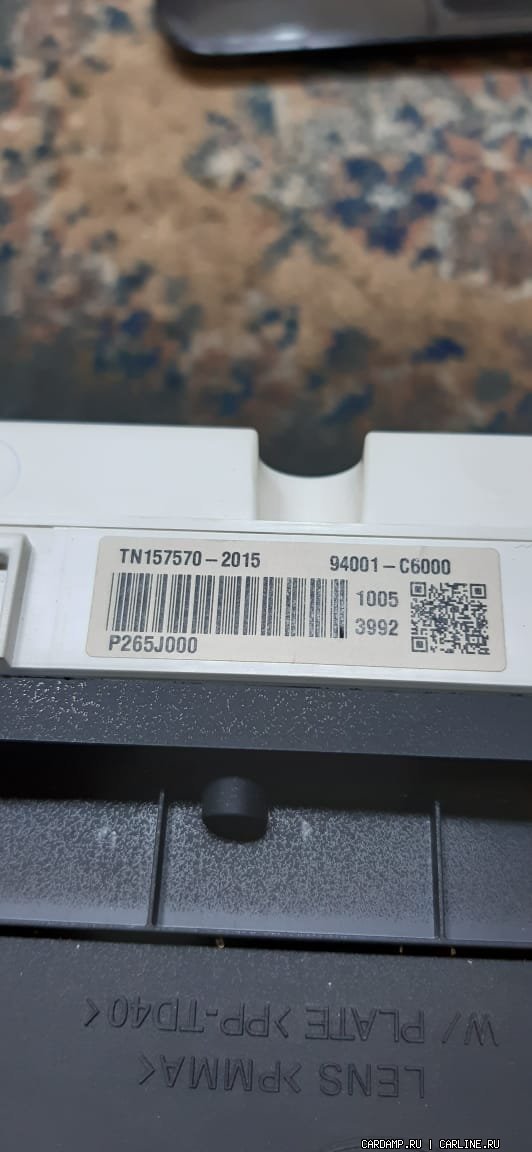 TN157570-2015 94001-C6000
1005
3992
P265J000
W/ PLATE >PP-TD40<
LENS >PMMA<
CARDAMP.RU | CARLINE.RU